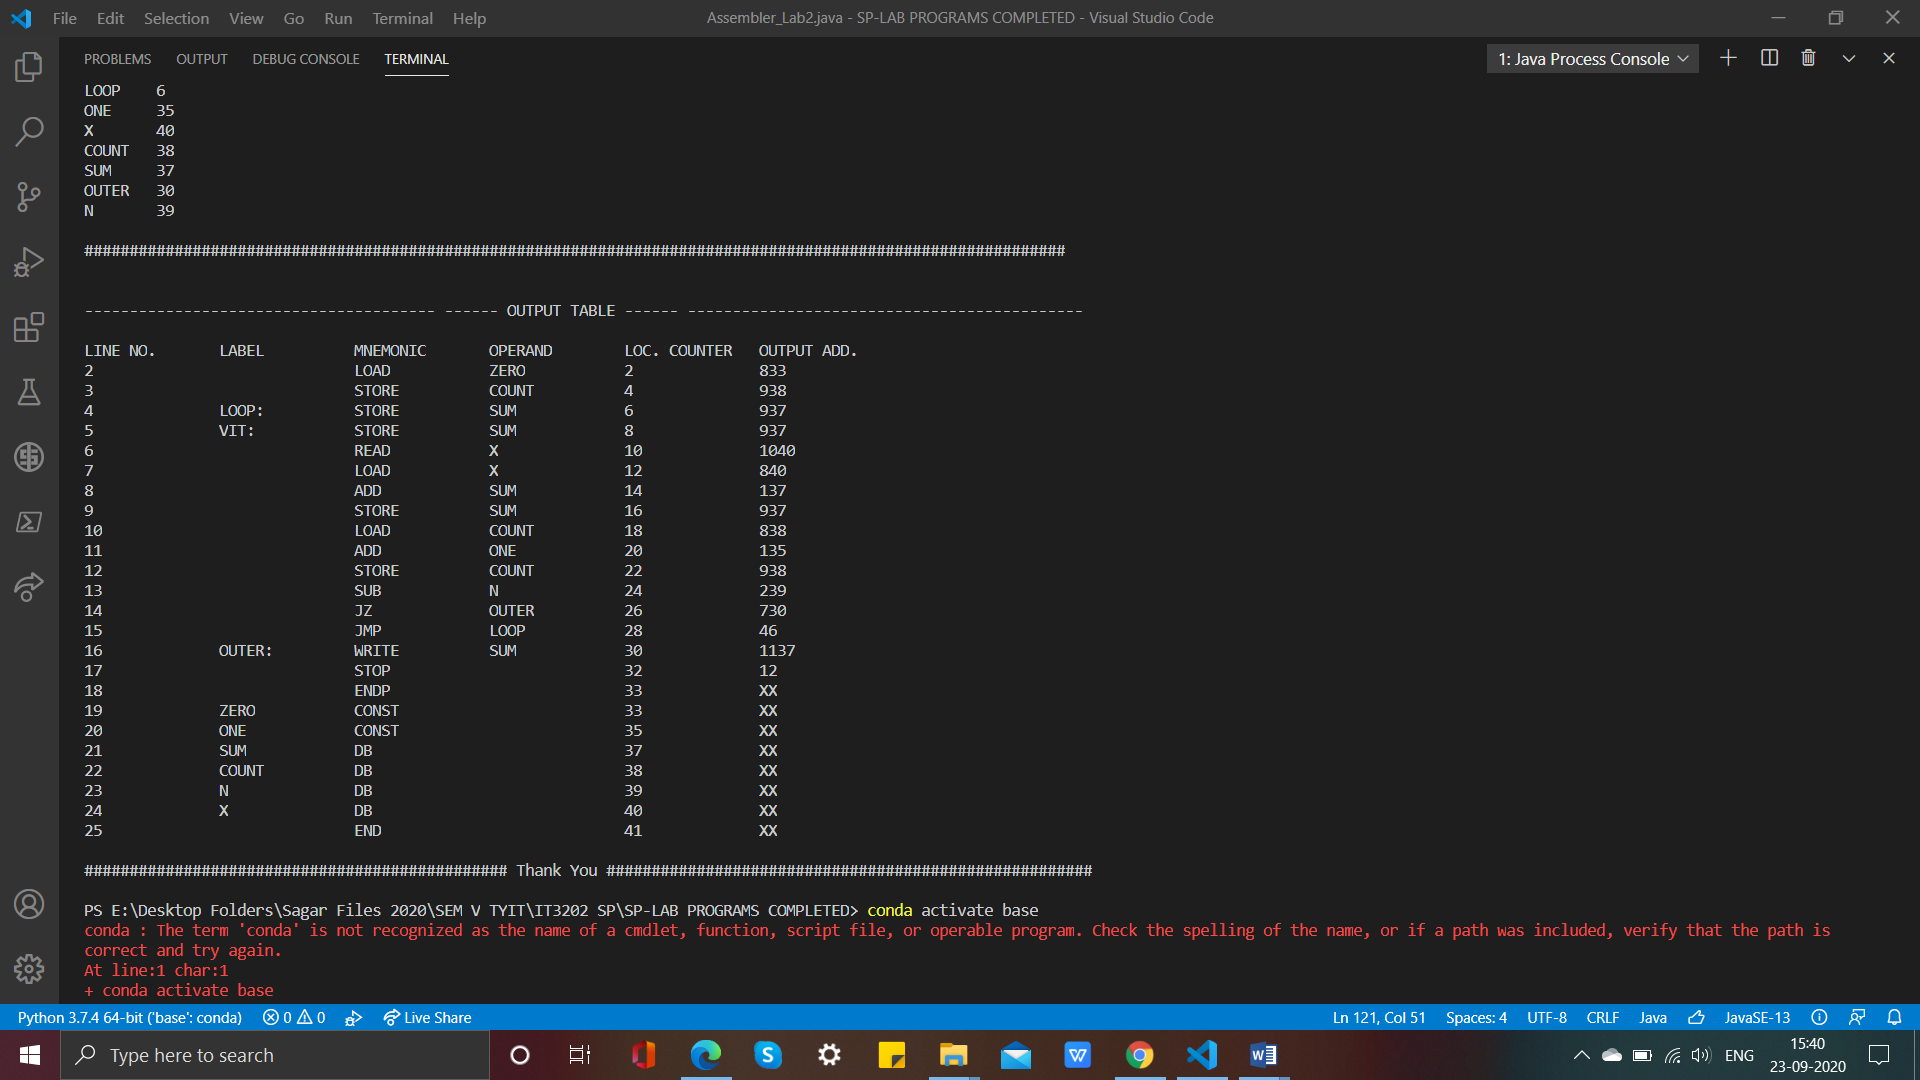 File Edit Selection View Go Run Terminal Help
Assembler_Lab2.java - SP-LAB PROGRAMS COMPLETED - Visual Studio Code
PROBLEMS OUTPUT DEBUG CONSOLE TERMINAL
1: Java Process Console
LOOP 6
ONE 35
X 40
COUNT 38
SUM 37
OUTER 30
N 39
#############################################################################################################
--------------------------------------- ------ OUTPUT TABLE ------ --------------------------------------------
LINE NO. LABEL MNEMONIC OPERAND LOC. COUNTER OUTPUT ADD.
2 LOAD ZERO 2 833
3 STORE COUNT 4 938
4 LOOP: STORE SUM 6 937
5 VIT: STORE SUM 8 937
6 READ X 10 1040
7 LOAD X 12 840
8 ADD SUM 14 137
9 STORE SUM 16 937
10 LOAD COUNT 18 838
11 ADD ONE 20 135
12 STORE COUNT 22 938
13 SUB N 24 239
14 JZ OUTER 26 730
15 JMP LOOP 28 46
16 OUTER: WRITE SUM 30 1137
17 STOP 32 12
18 ENDP 33 XX
19 ZERO CONST 33 XX
20 ONE CONST 35 XX
21 SUM DB 37 XX
22 COUNT DB 38 XX
23 N DB 39 XX
24 X DB 40 XX
25 END 41 XX
############################################### Thank You ######################################################
PS E:\Desktop Folders\Sagar Files 2020\SEM V TYIT\IT3202 SP\SP-LAB PROGRAMS COMPLETED> conda activate base
conda : The term 'conda' is not recognized as the name of a cmdlet, function, script file, or operable program. Check the spelling of the name, or if a path was included, verify that the path is
correct and try again.
At line:1 char:1
+ conda activate base
Python 3.7.4 64-bit ('base': conda) 0 0 Live Share Ln 121, Col 51 Spaces: 4 UTF-8 CRLF Java JavaSE-13
Type here to search
ENG
15:40
23-09-2020